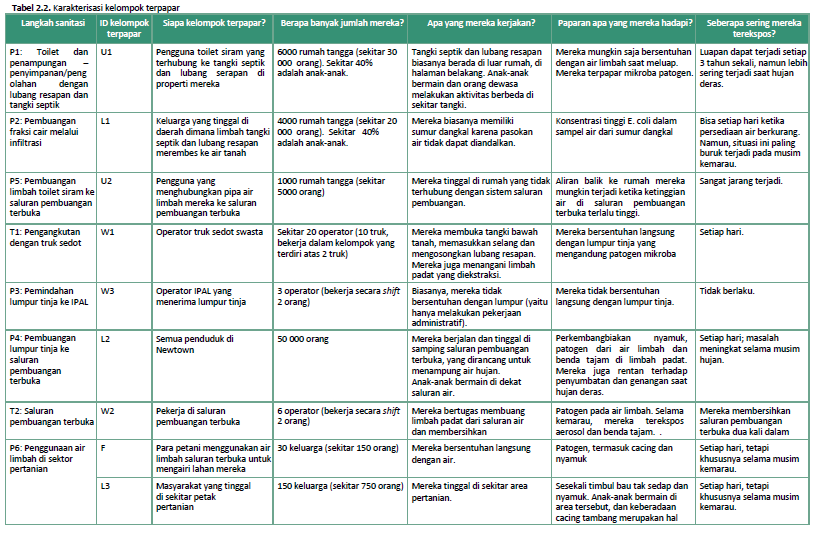 Tabel 2.2. Karakterisasi kelompok terpapar
Langkah sanitasi
ID kelompok
terpapar
Siapa kelompok terpapar?
Berapa banyak jumlah mereka?
Apa yang mereka kerjakan?
Paparan apa yang mereka hadapi?
Seberapa sering mereka
terekspos?
P1: Toilet dan
penampungan –
penyimpanan/peng
olahan dengan
lubang resapan dan
tangki septik
U1
Pengguna toilet siram yang
terhubung ke tangki septik
dan lubang serapan di
properti mereka
6000 rumah tangga (sekitar 30
000 orang). Sekitar 40%
adalah anak-anak.
Tangki septik dan lubang resapan
biasanya berada di luar rumah, di
halaman belakang. Anak-anak
bermain dan orang dewasa
melakukan aktivitas berbeda di
sekitar tangki.
Mereka mungkin saja bersentuhan
dengan air limbah saat meluap.
Mereka terpapar mikroba patogen.
Luapan dapat terjadi setiap
3 tahun sekali, namun lebih
sering terjadi saat hujan
deras.
P2: Pembuangan
fraksi cair melalui
infiltrasi
L1
Keluarga yang tinggal di
daerah dimana limbah tangki
septik dan lubang resapan
merembes ke air tanah
4000 rumah tangga (sekitar 20
000 orang). Sekitar 40%
adalah anak-anak.
Mereka biasanya memiliki
sumur dangkal karena pasokan
air tidak dapat diandalkan.
Konsentrasi tinggi E. coli dalam
sampel air dari sumur dangkal
Bisa setiap hari ketika
persediaan air berkurang.
Namun, situasi ini paling
buruk terjadi pada musim
kemarau.
P5: Pembuangan
limbah toilet siram ke
saluran pembuangan
terbuka
U2
Pengguna yang
menghubungkan pipa air
limbah mereka ke saluran
pembuangan terbuka
1000 rumah tangga (sekitar
5000 orang)
Mereka tinggal di rumah yang tidak
terhubung dengan sistem saluran
pembuangan.
Aliran balik ke rumah mereka
mungkin terjadi ketika ketinggian
air di saluran pembuangan
terbuka terlalu tinggi.
Sangat jarang terjadi.
T1: Pengangkutan
dengan truk sedot
W1
Operator truk sedot swasta
Sekitar 20 operator (10 truk,
bekerja dalam kelompok yang
terdiri atas 2 truk)
Mereka membuka tangki bawah
tanah, memasukkan selang dan
mengosongkan lubang resapan.
Mereka juga menangani limbah
padat yang diekstraksi.
Mereka bersentuhan langsung
dengan lumpur tinja yang
mengandung patogen mikroba
Setiap hari.
P3: Pemindahan
lumpur tinja ke IPAL
W3
Operator IPAL yang
menerima lumpur tinja
3 operator (bekerja secara shift
2 orang)
Biasanya, mereka tidak
bersentuhan dengan lumpur (yaitu
hanya melakukan pekerjaan
administratif).
Mereka tidak bersentuhan
langsung dengan lumpur tinja.
Tidak berlaku.
P4: Pembuangan
lumpur tinja ke
saluran
pembuangan
terbuka
L2
Semua penduduk di
Newtown
50 000 orang
Mereka berjalan dan tinggal di
samping saluran pembuangan
terbuka, yang dirancang untuk
menampung air hujan.
Anak-anak bermain di dekat
saluran air.
Perkembangbiakan nyamuk,
patogen dari air limbah dan
benda tajam di limbah padat.
Mereka juga rentan terhadap
penyumbatan dan genangan saat
hujan deras.
Setiap hari; masalah
meningkat selama musim
hujan.
T2: Saluran
pembuangan terbuka
W2
Pekerja di saluran
pembuangan terbuka
6 operator (bekerja secara shift
2 orang)
Mereka bertugas membuang
limbah padat dari saluran air
dan membersihkan
Patogen pada air limbah. Selama
kemarau, mereka terekspos
aerosol dan benda tajam. .
Mereka membersihkan
saluran pembuangan
terbuka dua kali dalam
P6: Penggunaan air
limbah di sektor
pertanian
F
Para petani menggunakan air
limbah saluran terbuka untuk
mengairi lahan mereka
30 keluarga (sekitar 150 orang)
Mereka bersentuhan langsung
dengan air.
Patogen, termasuk cacing dan
nyamuk
Setiap hari, tetapi
khususnya selama musim
kemarau.
L3
Masyarakat yang tinggal
di sekitar petak
pertanian
150 keluarga (sekitar 750 orang)
Mereka tinggal di sekitar area
pertanian.
Sesekali timbul bau tak sedap dan
nyamuk. Anak-anak bermain di
area tersebut, dan keberadaan
cacing tambang merupakan hal
Setiap hari, tetapi
khususnya selama musim
kemarau.